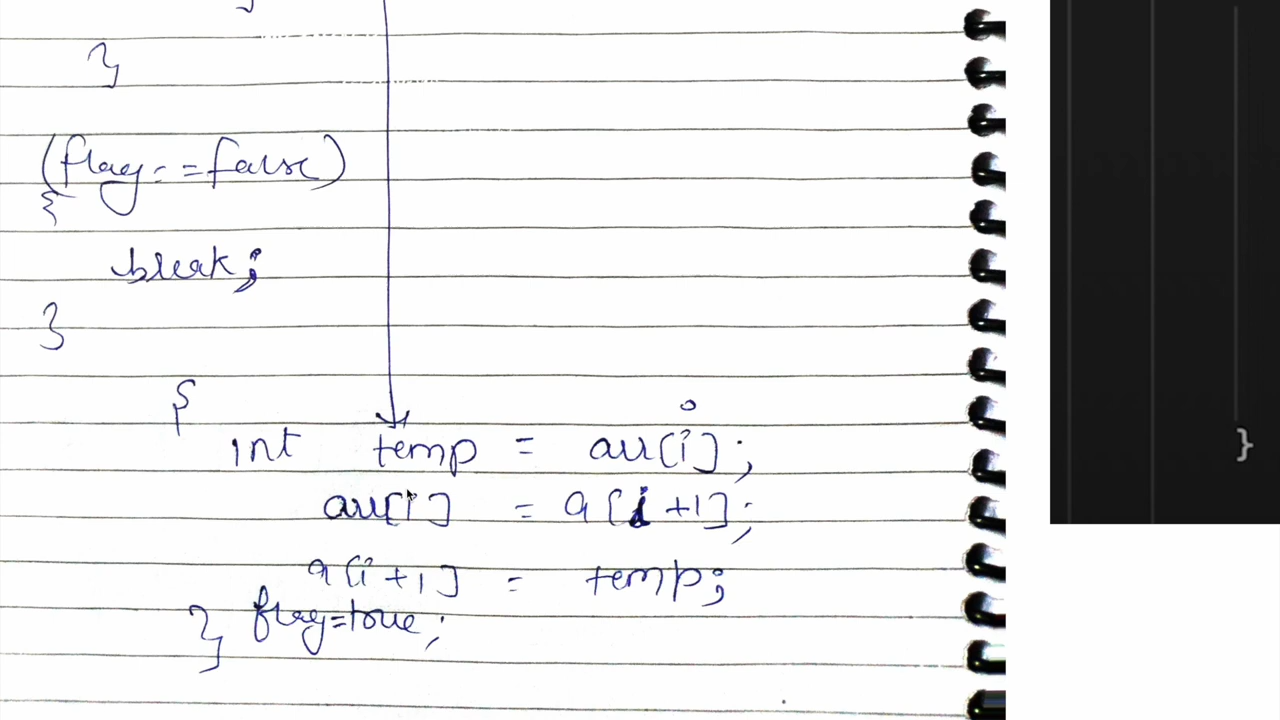 }
(flag==false)
{
break;
}
{
int temp = arr[i];
arr[i] = a[i+1];
a[i+1] = temp;
} flag=true;
}